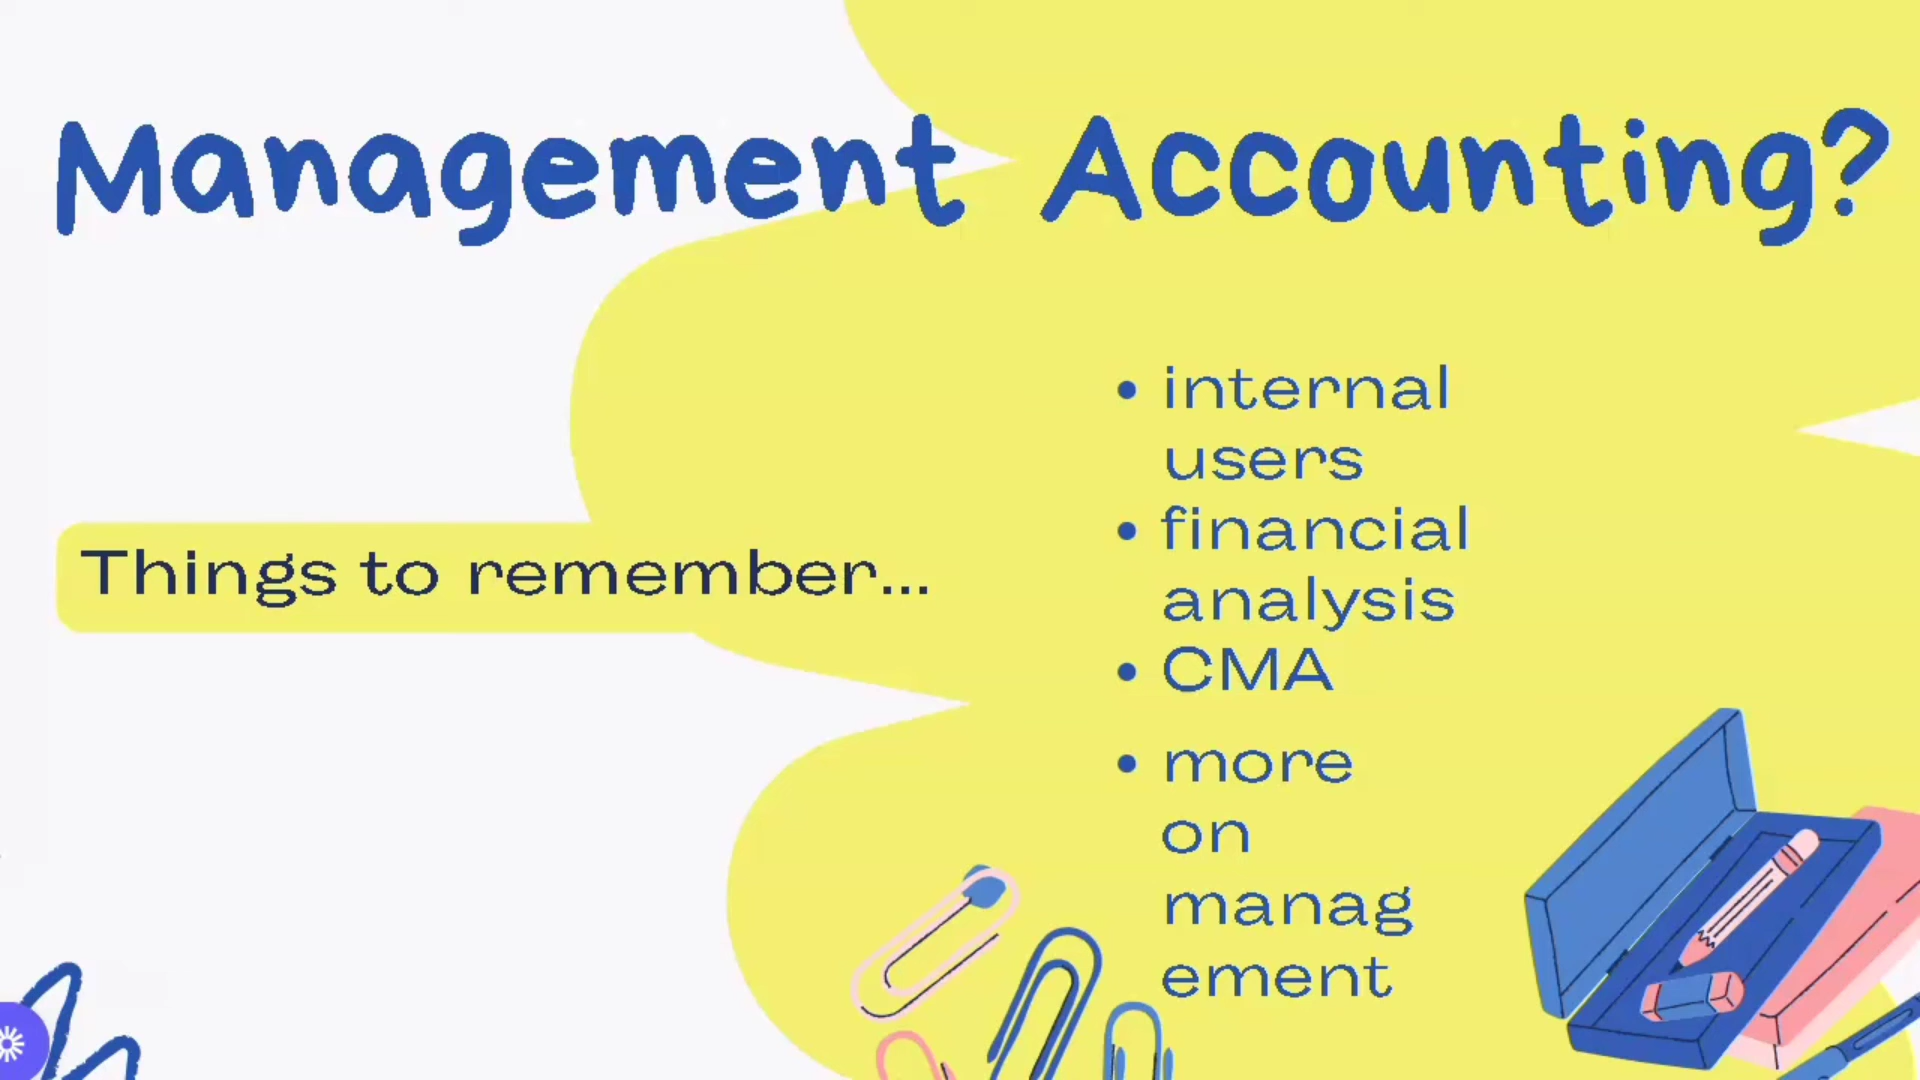 Management Accounting?
Things to remember...
• internal
users
• financial
analysis
• CMA
• more
on
manag
ement